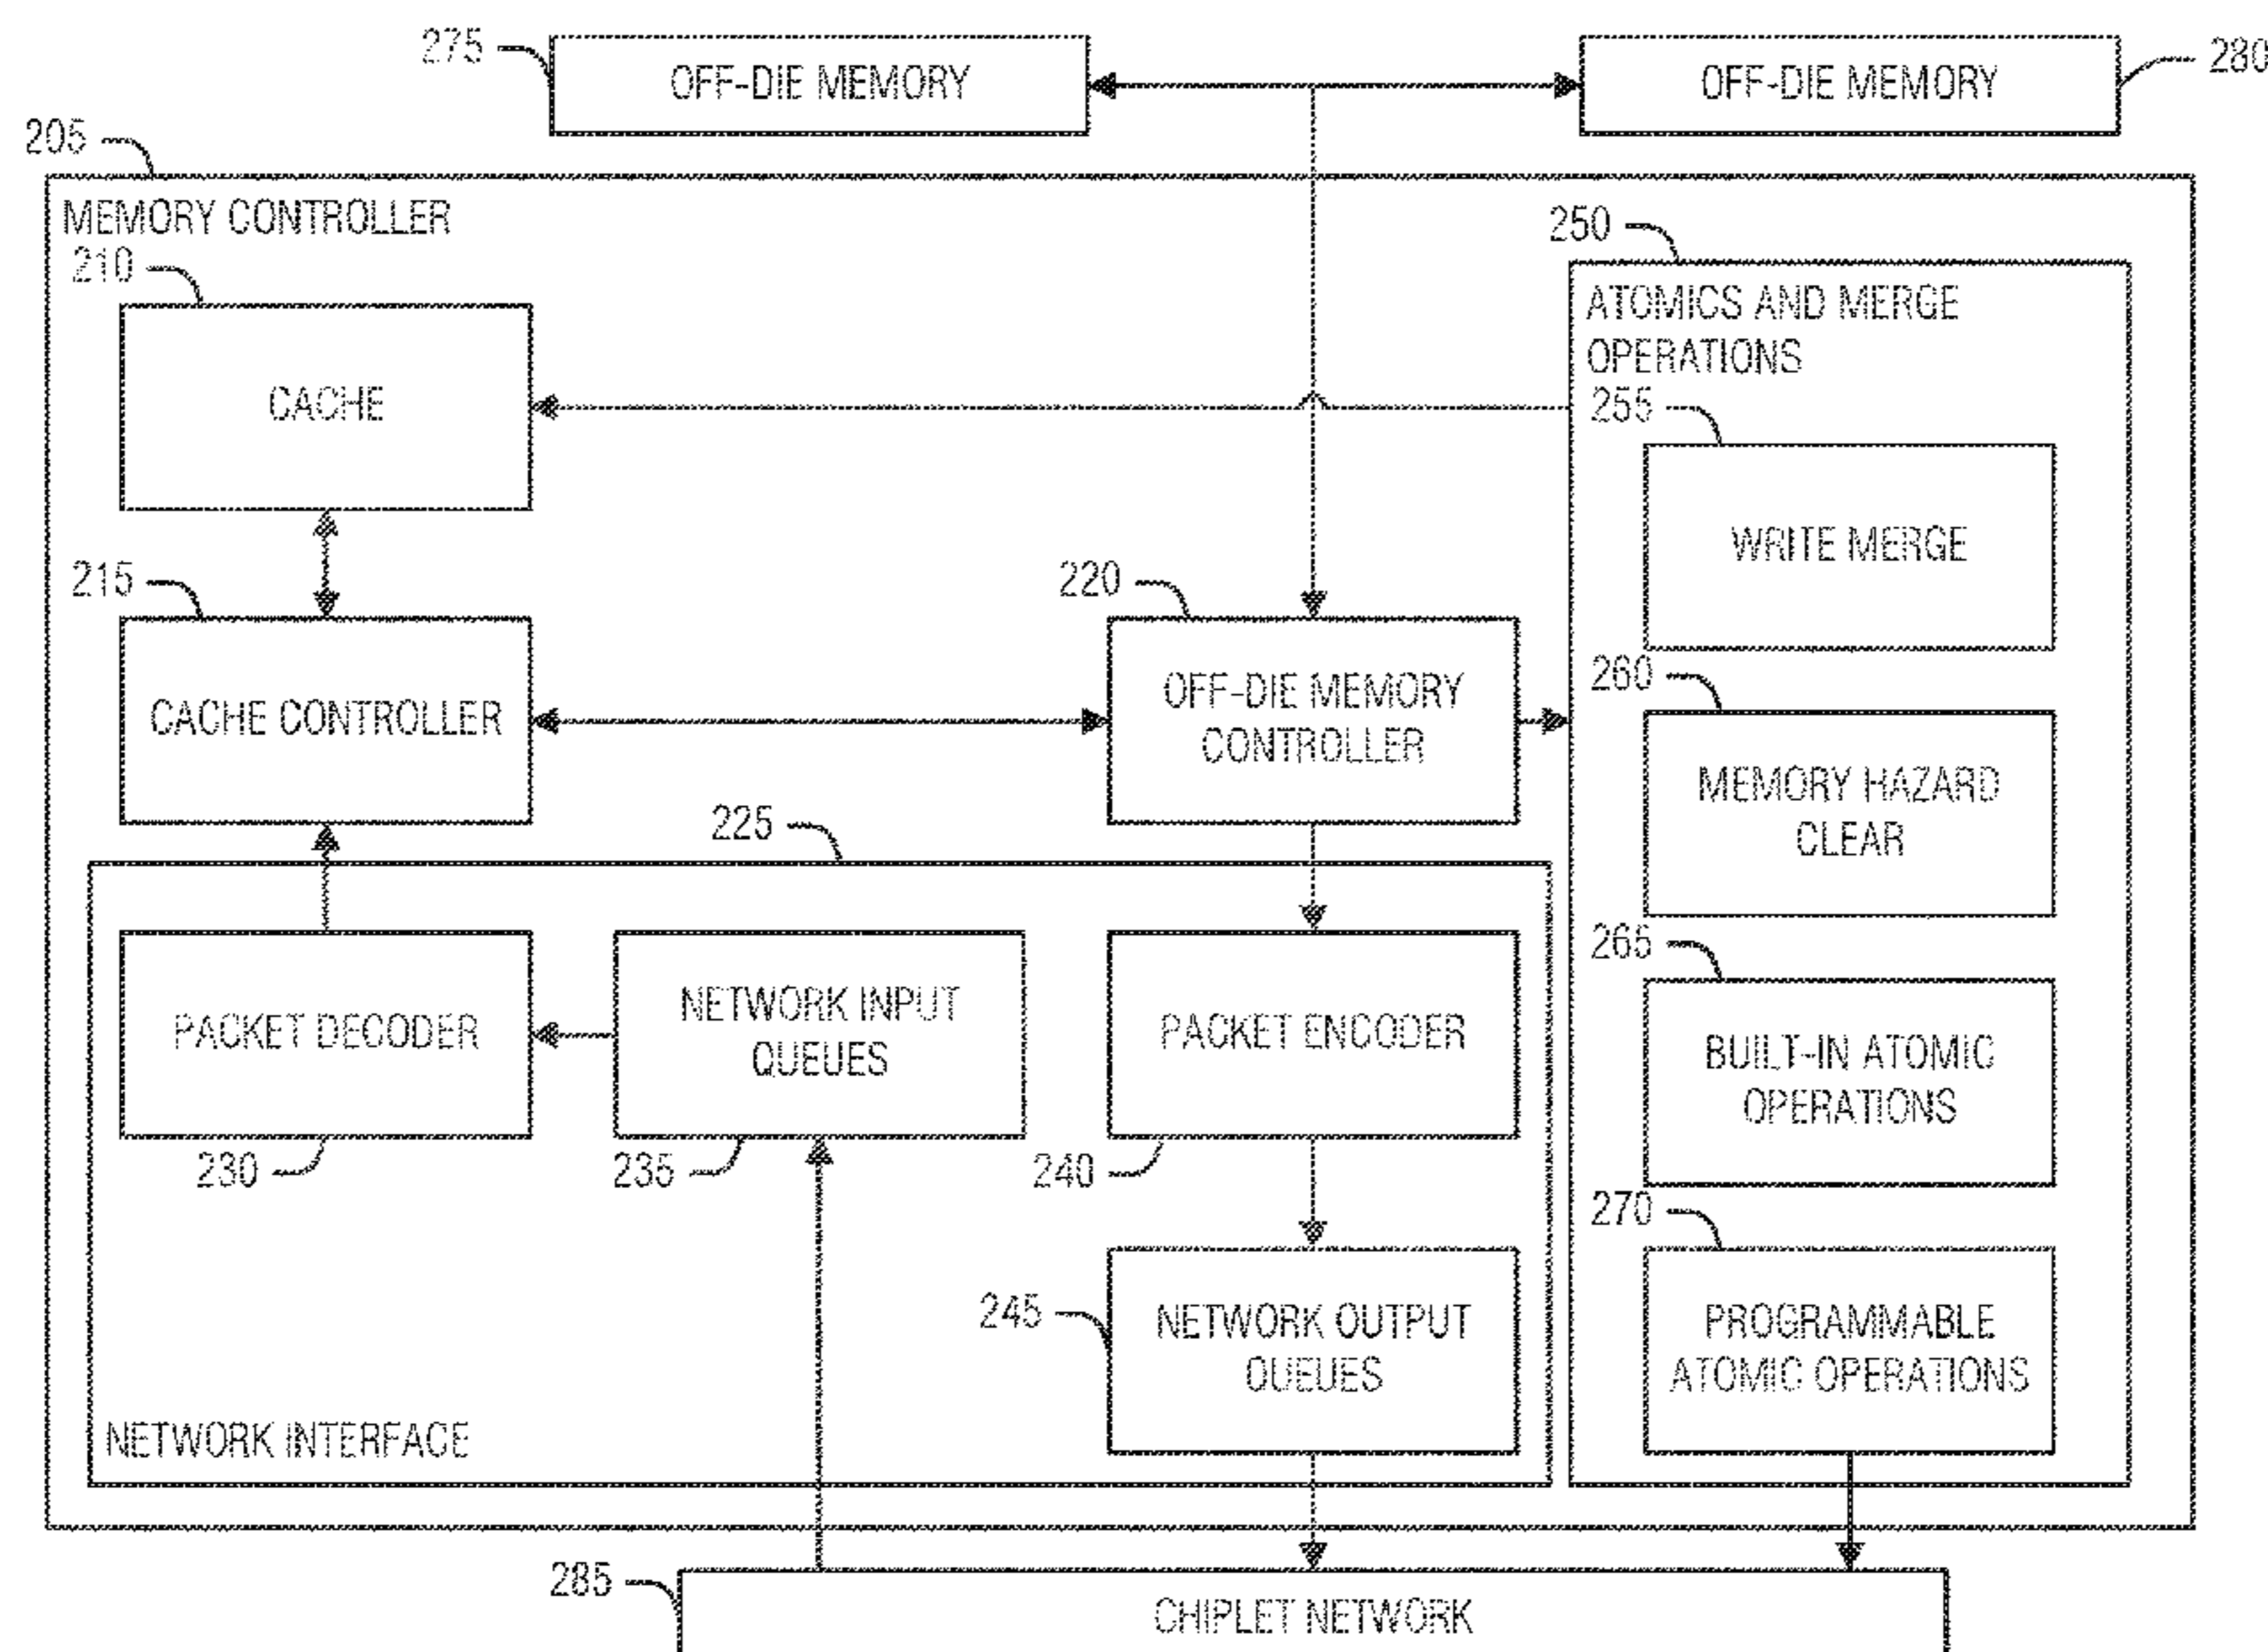 275
OFF-DIE MEMORY
OFF-DIE MEMORY
280
205
MEMORY CONTROLLER
210
CACHE
250
ATOMICS AND MERGE
OPERATIONS
255
WRITE MERGE
215
CACHE CONTROLLER
220
OFF-DIE MEMORY
CONTROLLER
260
MEMORY HAZARD
CLEAR
225
PACKET DECODER
230
NETWORK INPUT
QUEUES
235
PACKET ENCODER
240
265
BUILT-IN ATOMIC
OPERATIONS
245
NETWORK OUTPUT
QUEUES
270
PROGRAMMABLE
ATOMIC OPERATIONS
NETWORK INTERFACE
285
CHIPLET NETWORK